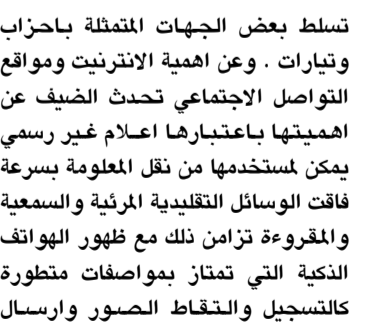 تسلط بعض الجهات المتمثلة باحزاب
وتيارات . وعن اهمية الانترنيت ومواقع
التواصل الاجتماعي تحدث الضيف عن
اهميتها باعتبارها اعلام غير رسمي
يمكن لمستخدمها من نقل المعلومة بسرعة
فاقت الوسائل التقليدية المرئية والسمعية
والمقروءة تزامن ذلك مع ظهور الهواتف
الذكية التي تمتاز بمواصفات متطورة
كالتسجيل والتقاط الصور وارسال